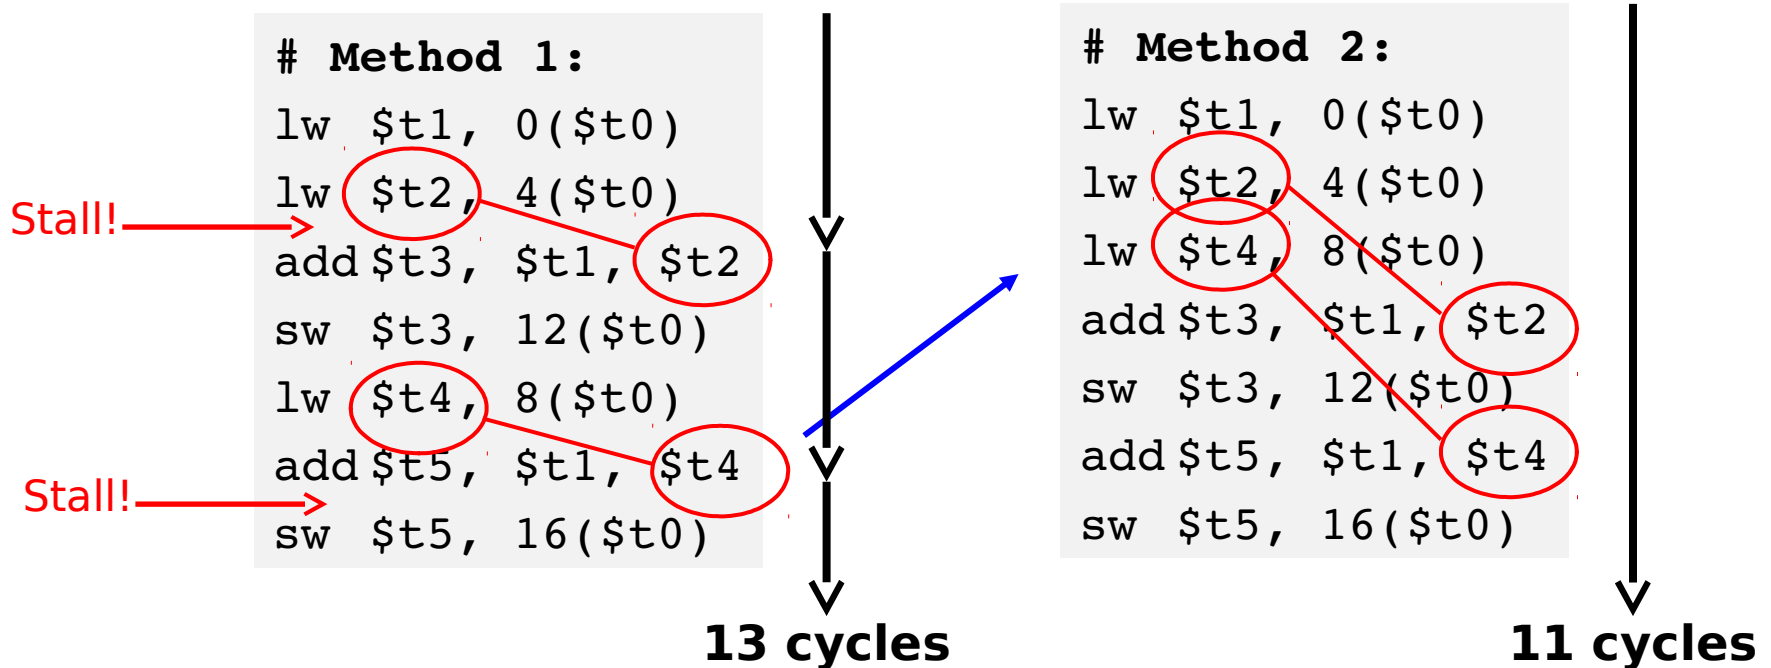 # Method 1:
lw $t1, 0($t0)
lw $t2, 4($t0)
Stall!
add $t3, $t1, $t2
sw $t3, 12($t0)
lw $t4, 8($t0)
add $t5, $t1, $t4
Stall!
sw $t5, 16($t0)
13 cycles
# Method 2:
lw $t1, 0($t0)
lw $t2, 4($t0)
lw $t4, 8($t0)
add $t3, $t1, $t2
sw $t3, 12($t0)
add $t5, $t1, $t4
sw $t5, 16($t0)
11 cycles